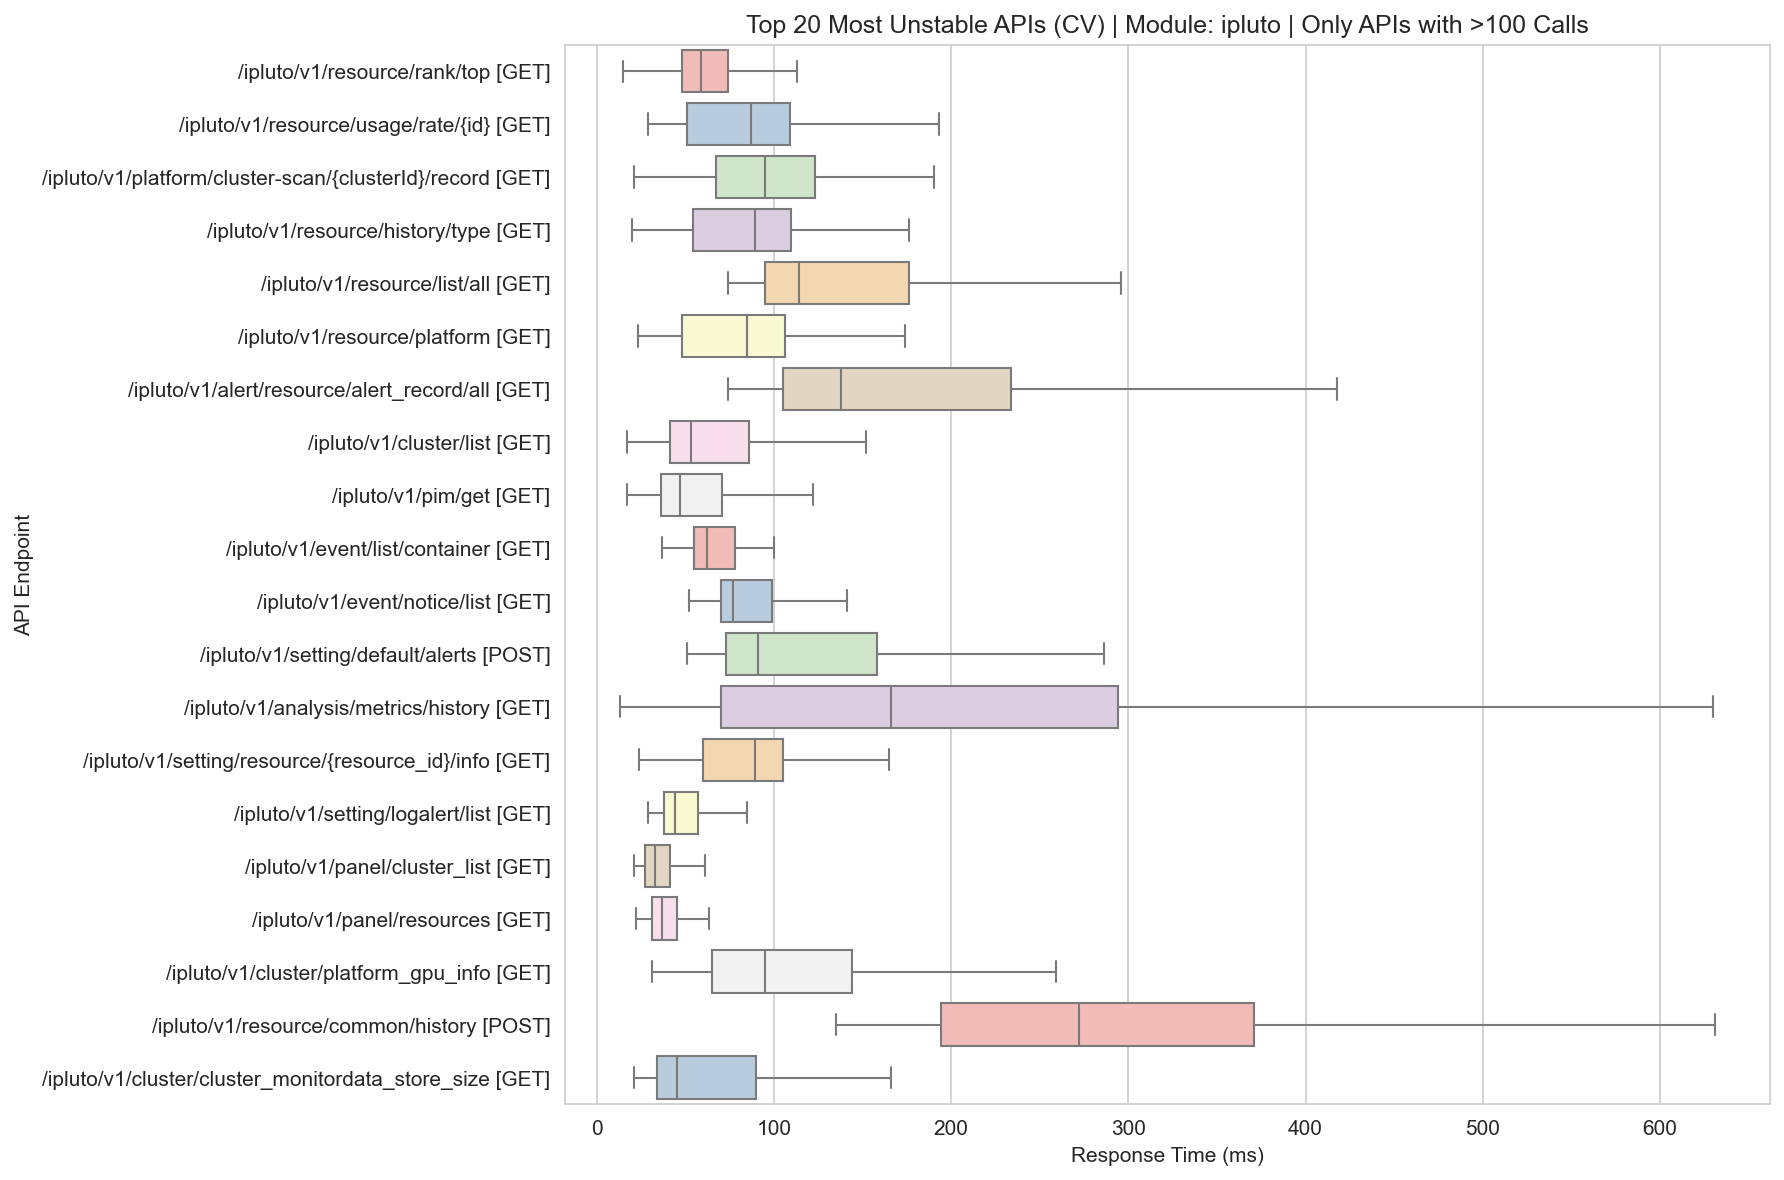 Top 20 Most Unstable APIs (CV) | Module: ipluto | Only APIs with >100 Calls
API Endpoint
/ipluto/v1/resource/rank/top [GET]
/ipluto/v1/resource/usage/rate/{id} [GET]
/ipluto/v1/platform/cluster-scan/{clusterId}/record [GET]
/ipluto/v1/resource/history/type [GET]
/ipluto/v1/resource/list/all [GET]
/ipluto/v1/resource/platform [GET]
/ipluto/v1/alert/resource/alert_record/all [GET]
/ipluto/v1/cluster/list [GET]
/ipluto/v1/pim/get [GET]
/ipluto/v1/event/list/container [GET]
/ipluto/v1/event/notice/list [GET]
/ipluto/v1/setting/default/alerts [POST]
/ipluto/v1/analysis/metrics/history [GET]
/ipluto/v1/setting/resource/{resource_id}/info [GET]
/ipluto/v1/setting/logalert/list [GET]
/ipluto/v1/panel/cluster_list [GET]
/ipluto/v1/panel/resources [GET]
/ipluto/v1/cluster/platform_gpu_info [GET]
/ipluto/v1/resource/common/history [POST]
/ipluto/v1/cluster/cluster_monitordata_store_size [GET]
0 100 200 300 400 500 600
Response Time (ms)